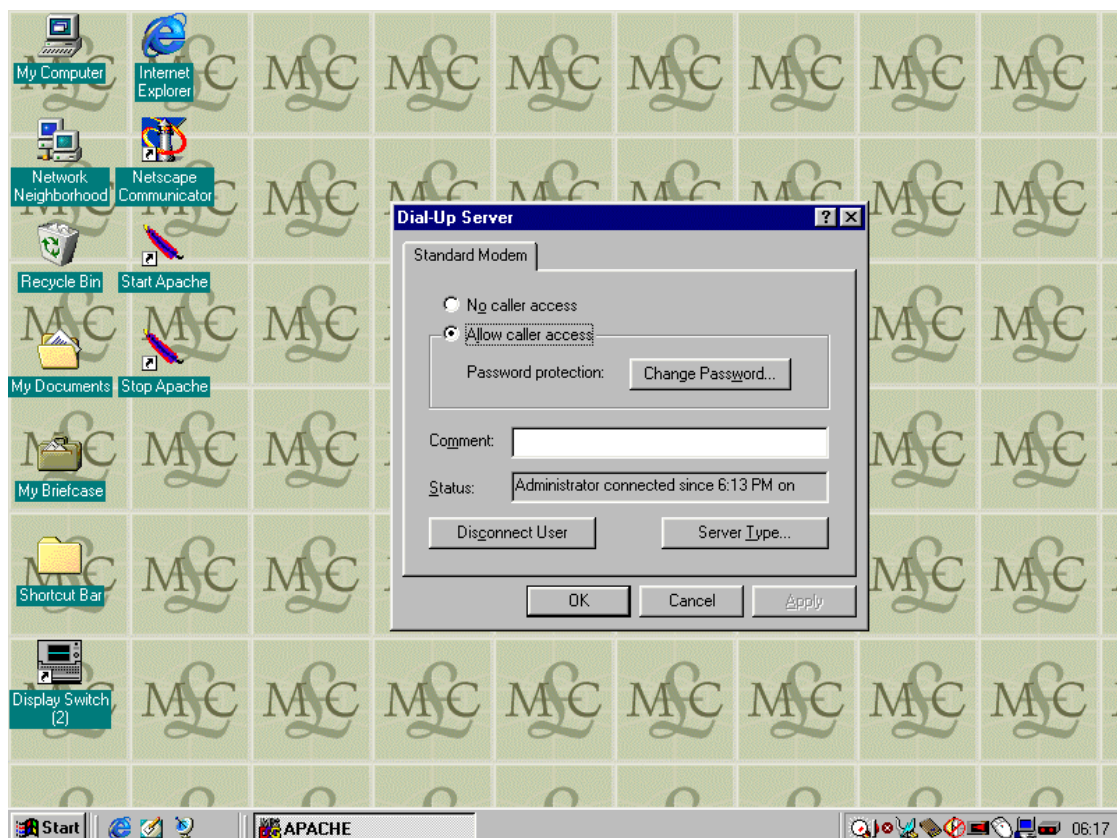 My Computer
Internet
Explorer
Network
Neighborhood
Netscape
Communicator
Recycle Bin
Start Apache
My Documents
Stop Apache
My Briefcase
Shortcut Bar
Display Switch
(2)
Dial-Up Server
Standard Modem
No caller access
Allow caller access
Password protection:
Change Password...
Comment:
Status:
Administrator connected since 6:13 PM on
Disconnect User
Server Type...
OK
Cancel
Apply
Start
APACHE
06:17